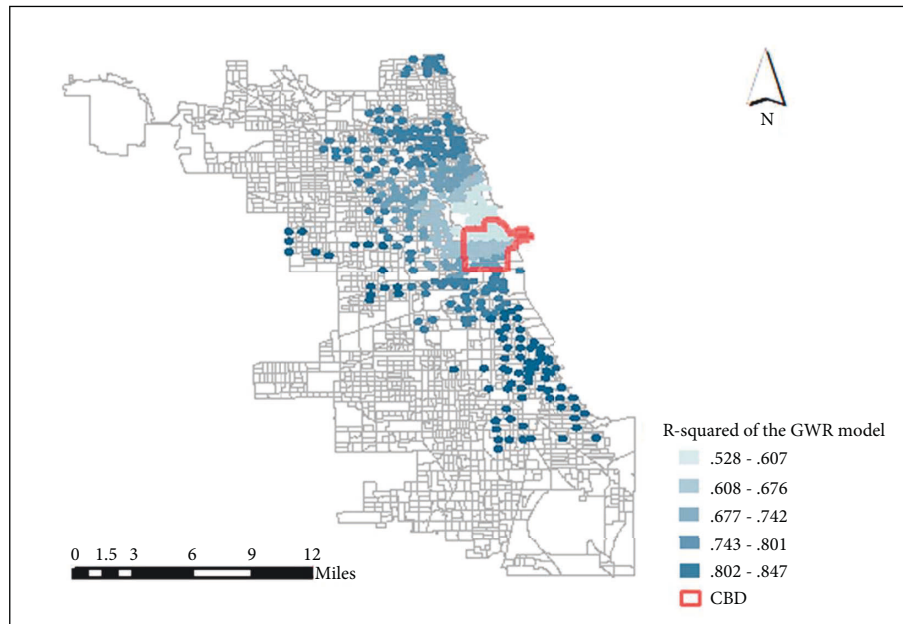 N
R-squared of the GWR model
.528 - .607
.608 - .676
.677 - .742
.743 - .801
.802 - .847
CBD
0 1.5 3 6 9 12
Miles